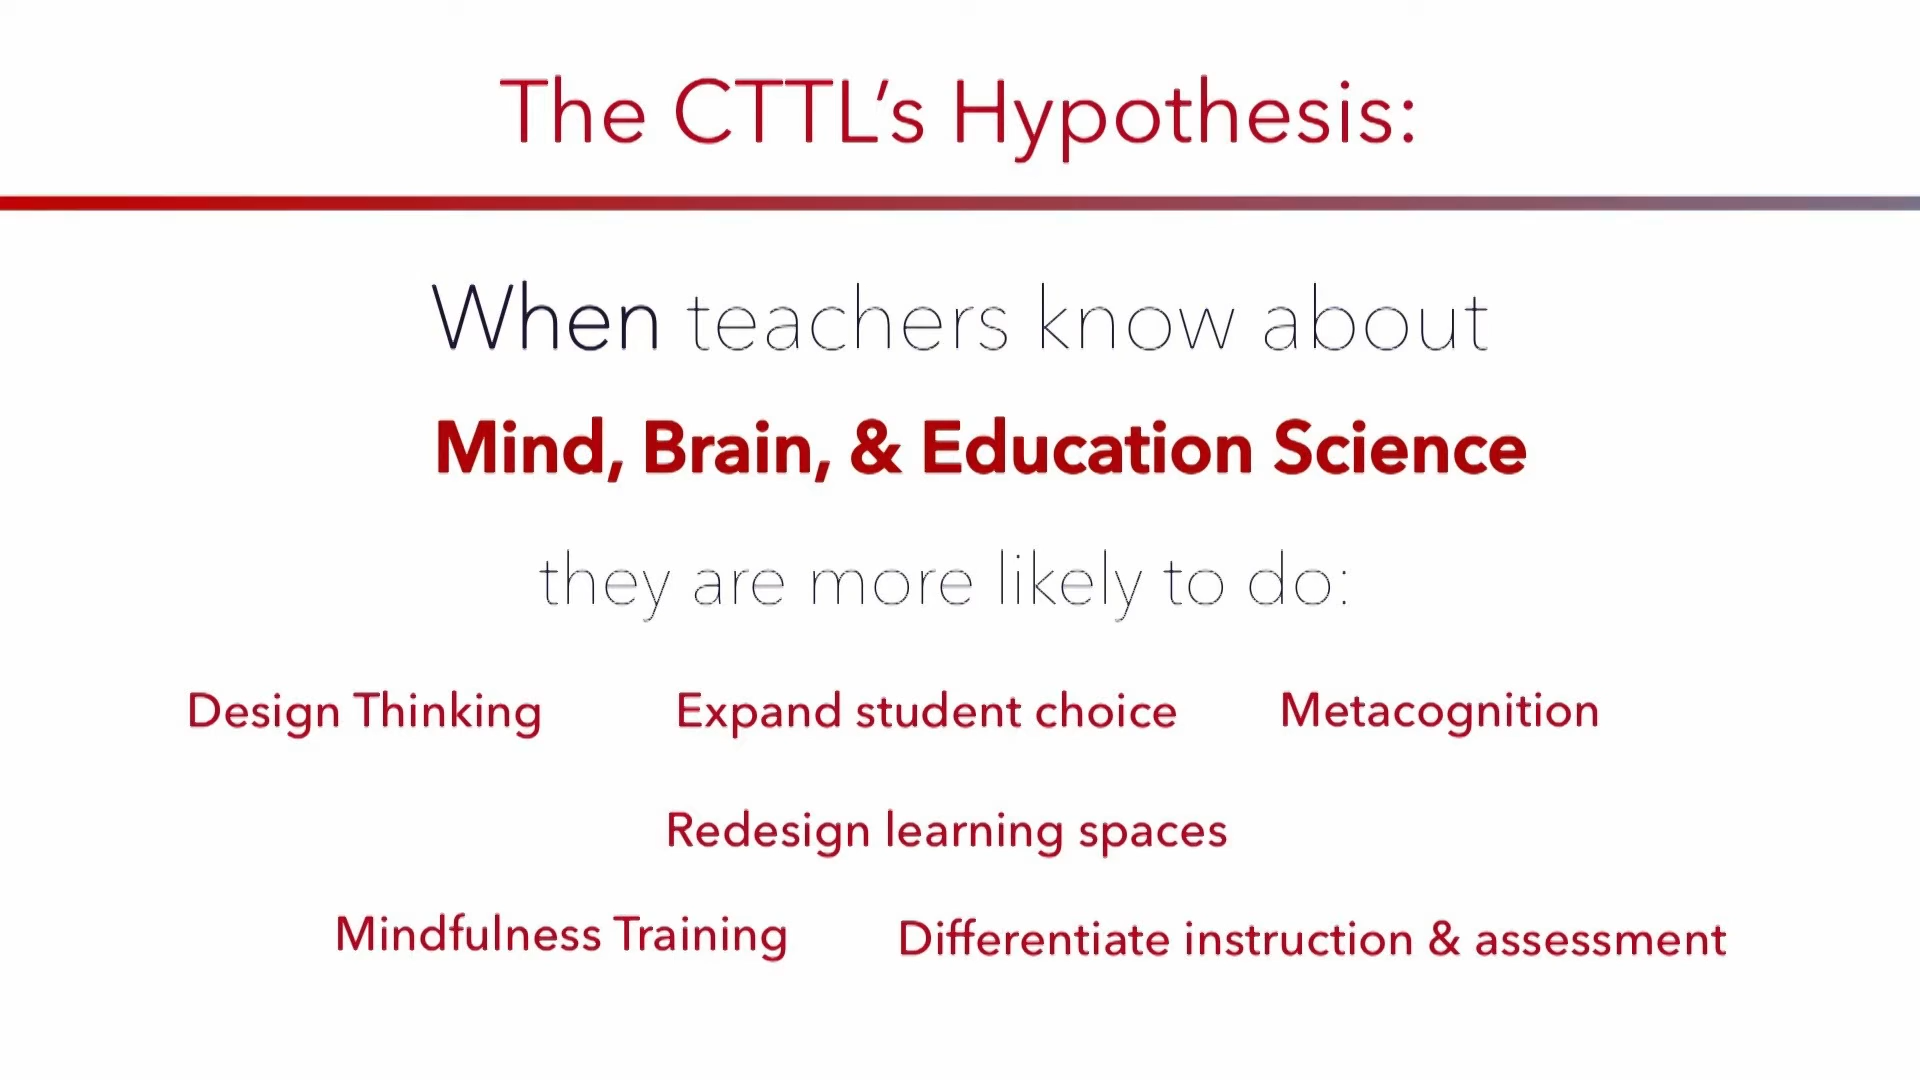 The CTTL’s Hypothesis:
When teachers know about
Mind, Brain, & Education Science
they are more likely to do:
Design Thinking Expand student choice Metacognition
Redesign learning spaces
Mindfulness Training Differentiate instruction & assessment